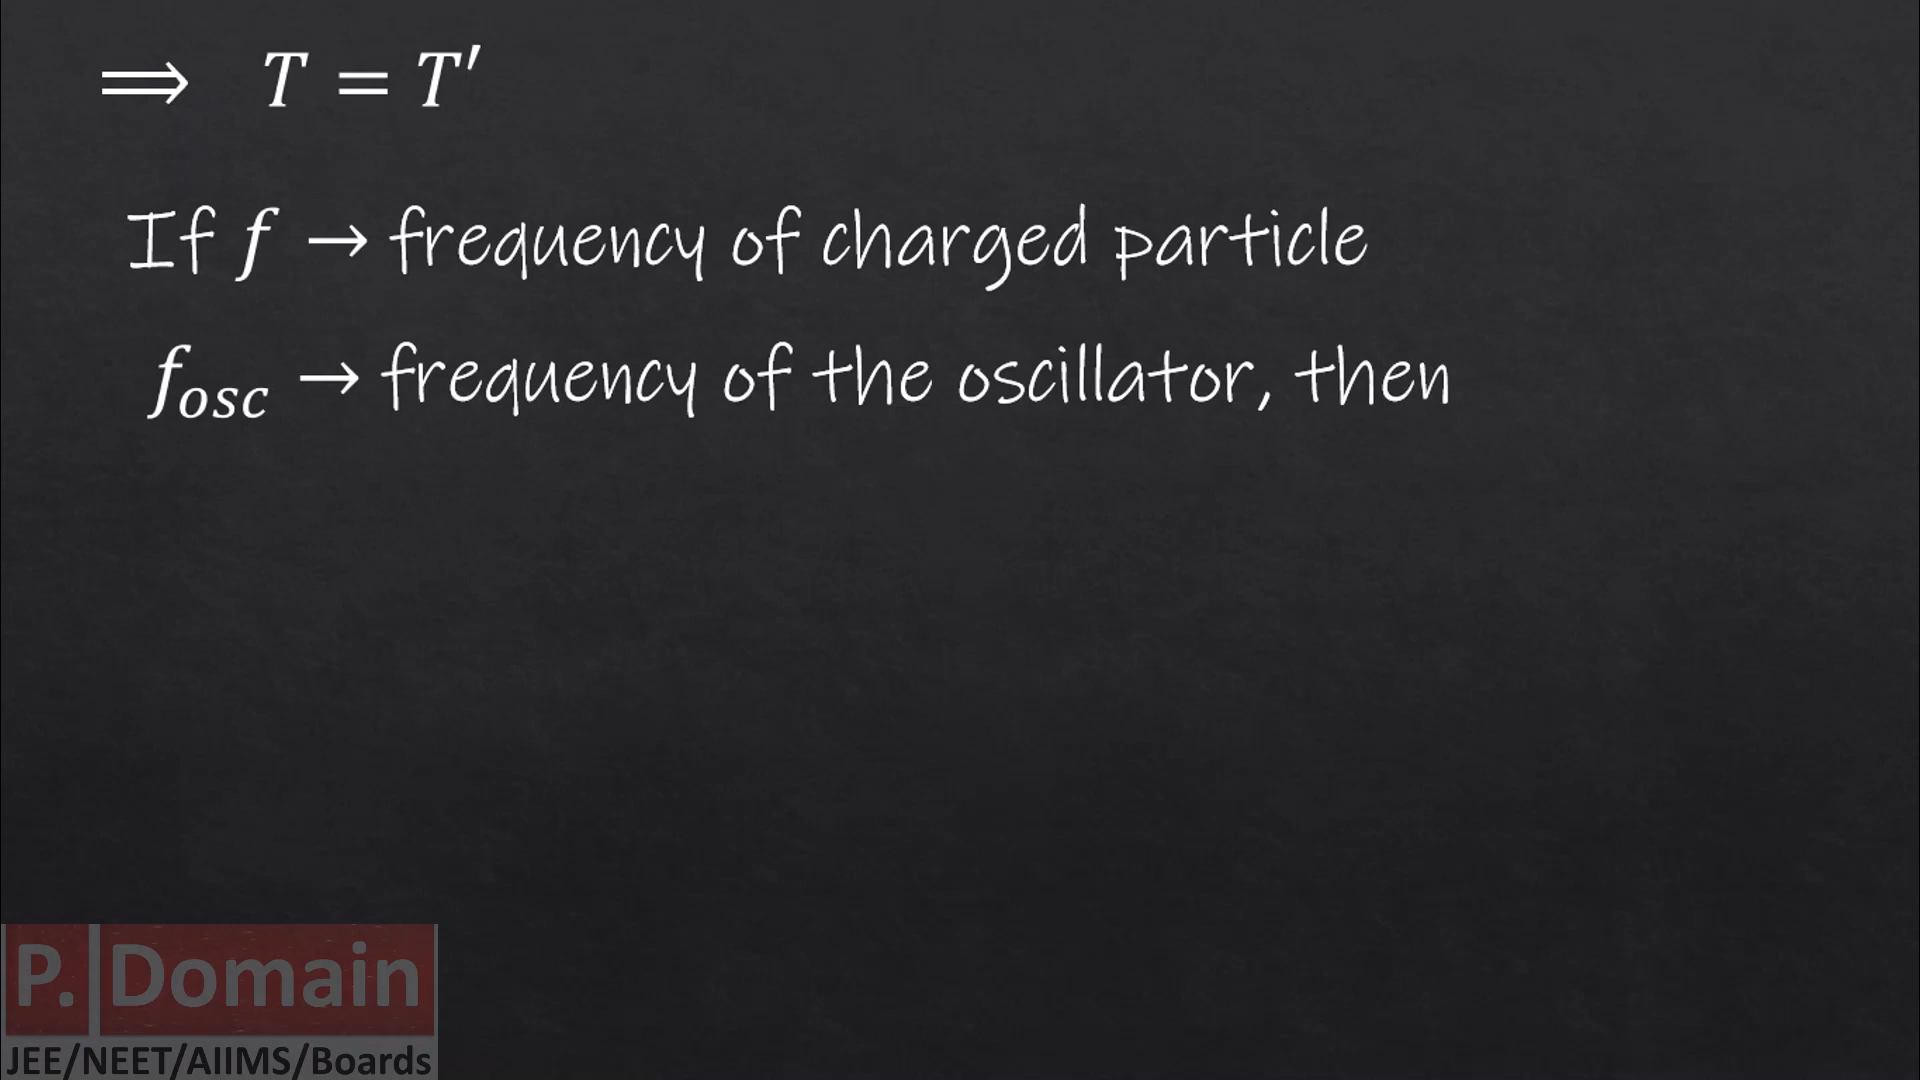 ⟹ T = T′
If f → frequency of charged particle
f_osc → frequency of the oscillator, then
P. Domain
JEE/NEET/AIIMS/Boards